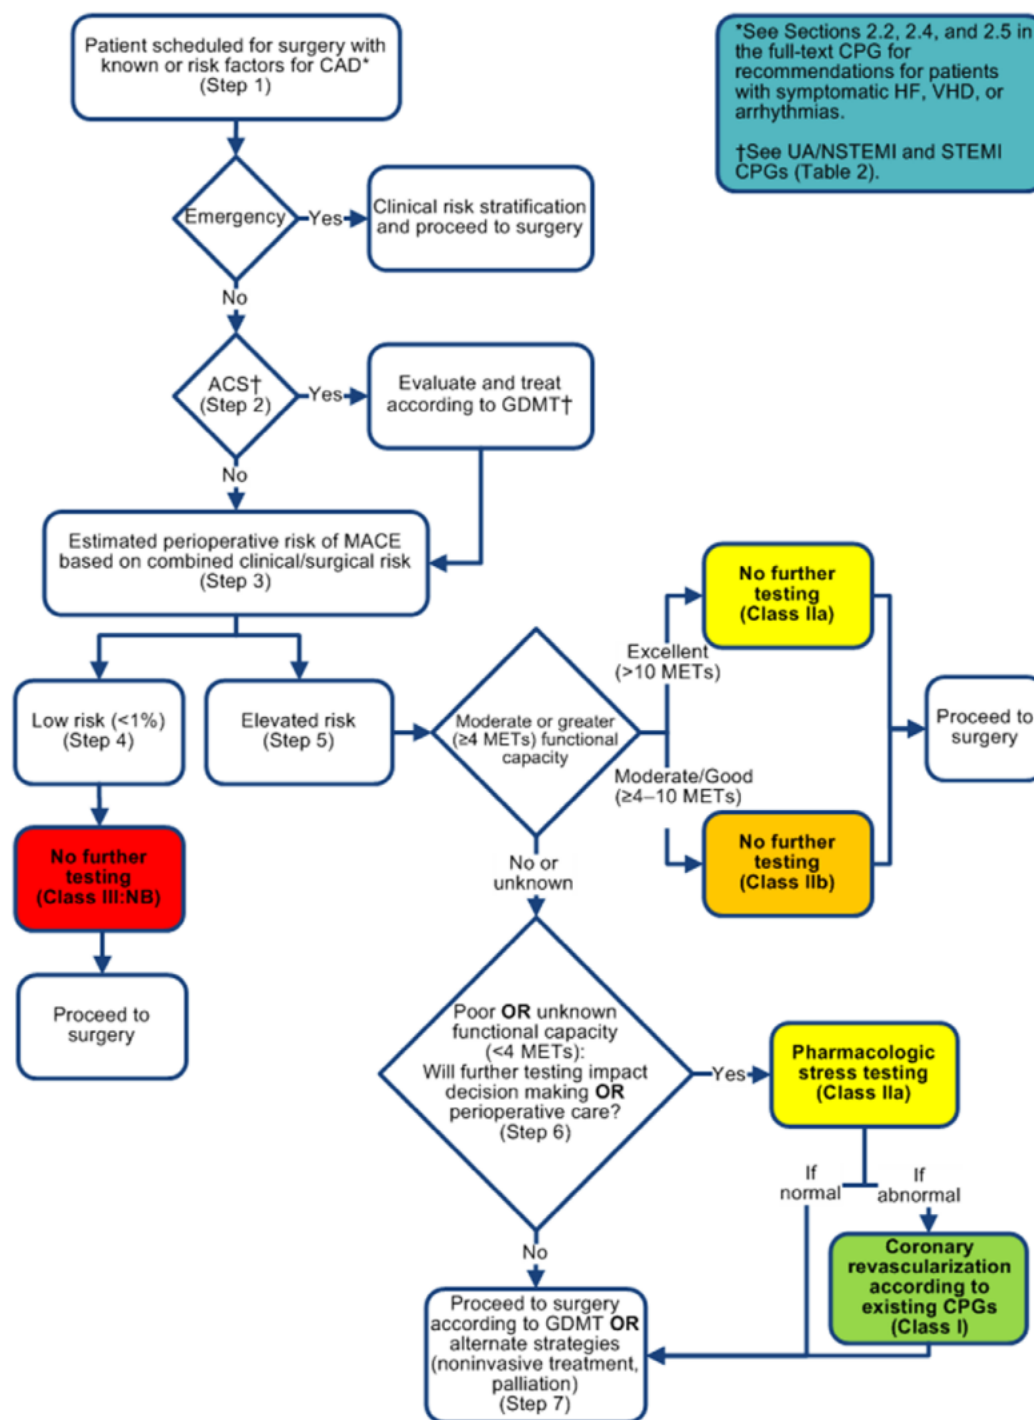 Patient scheduled for surgery with
known or risk factors for CAD*
(Step 1)
*See Sections 2.2, 2.4, and 2.5 in
the full-text CPG for
recommendations for patients
with symptomatic HF, VHD, or
arrhythmias.
†See UA/NSTEMI and STEMI
CPGs (Table 2).
Emergency
Yes
Clinical risk stratification
and proceed to surgery
No
ACS†
(Step 2)
Yes
Evaluate and treat
according to GDMT†
No
Estimated perioperative risk of MACE
based on combined clinical/surgical risk
(Step 3)
Low risk (<1%)
(Step 4)
Elevated risk
(Step 5)
Moderate or greater
(≥4 METs) functional
capacity
Excellent
(>10 METs)
No further
testing
(Class IIa)
Moderate/Good
(≥4–10 METs)
No further
testing
(Class IIb)
Proceed to
surgery
No further
testing
(Class III:NB)
Proceed to
surgery
No or
unknown
Poor OR unknown
functional capacity
(<4 METs):
Will further testing impact
decision making OR
perioperative care?
(Step 6)
Yes
Pharmacologic
stress testing
(Class IIa)
If
normal
If
abnormal
Coronary
revascularization
according to
existing CPGs
(Class I)
No
Proceed to surgery
according to GDMT OR
alternate strategies
(noninvasive treatment,
palliation)
(Step 7)